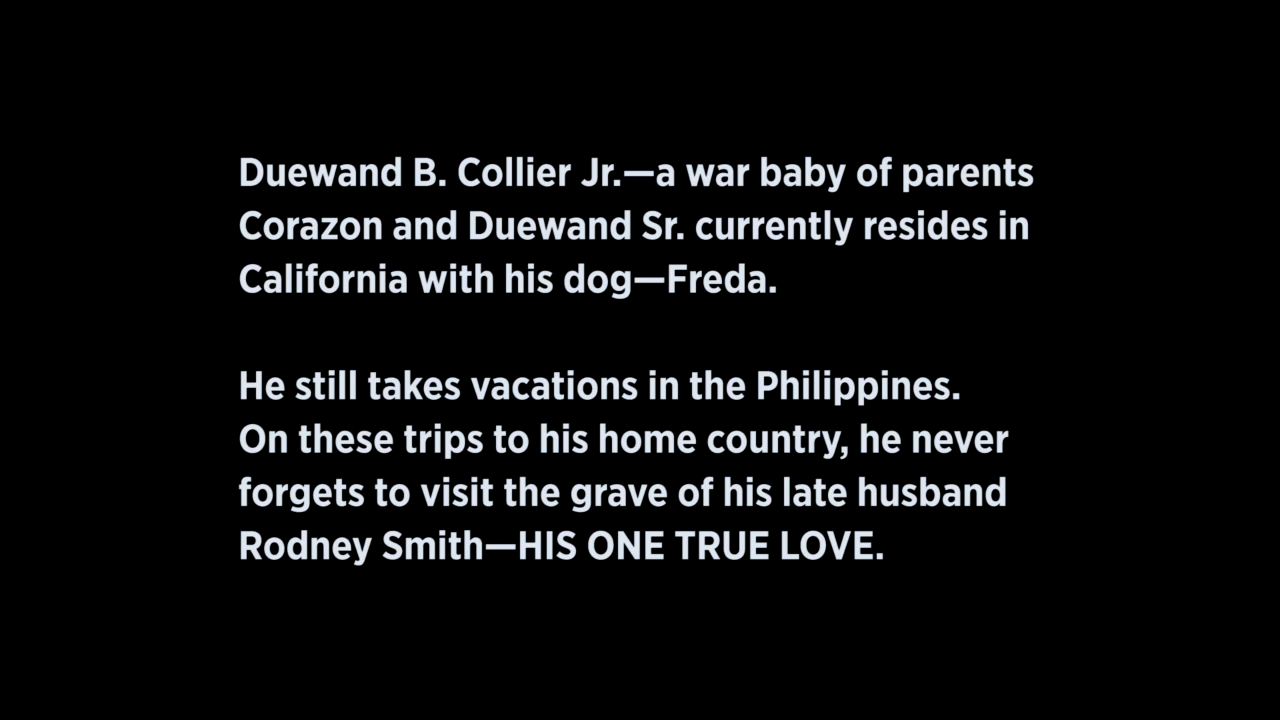 Duewand B. Collier Jr.—a war baby of parents
Corazon and Duewand Sr. currently resides in
California with his dog—Freda.
He still takes vacations in the Philippines.
On these trips to his home country, he never
forgets to visit the grave of his late husband
Rodney Smith—HIS ONE TRUE LOVE.